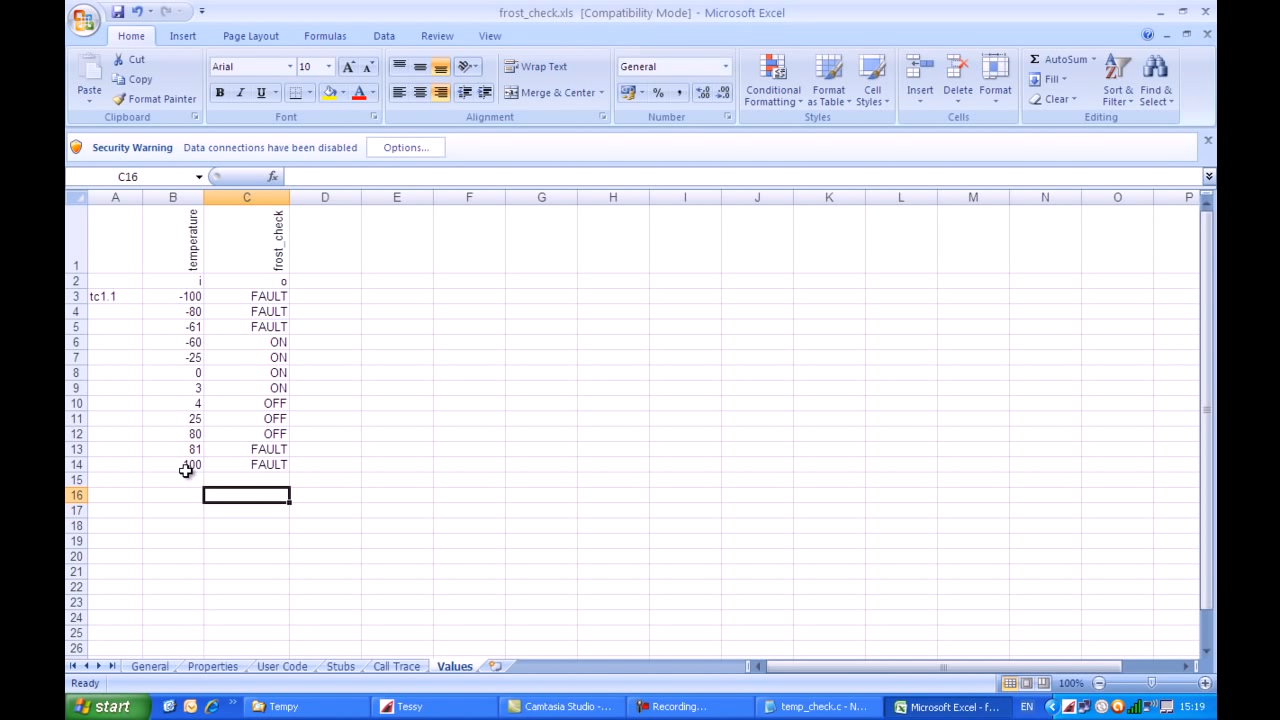 frost_check.xls [Compatibility Mode] - Microsoft Excel
Home Insert Page Layout Formulas Data Review View
Paste
Cut
Copy
Format Painter
Clipboard
Arial 10
B I U
Font
Wrap Text
Merge & Center
Alignment
General
Number
Conditional Formatting
Format as Table
Cell Styles
Styles
Insert
Delete
Format
Cells
AutoSum
Fill
Clear
Sort & Filter
Find & Select
Editing
Security Warning Data connections have been disabled Options...
C16 fx
A B C D E F G H I J K L M N O P
1 temperature frost_check
2 i o
3 tc1.1 -100 FAULT
4 -80 FAULT
5 -61 FAULT
6 -60 ON
7 -25 ON
8 0 ON
9 3 ON
10 4 OFF
11 25 OFF
12 80 OFF
13 81 FAULT
14 100 FAULT
15
16
17
18
19
20
21
22
23
24
25
26
General Properties User Code Stubs Call Trace Values
Ready 100%
start Tempy Tessy Camtasia Studio -... Recording... temp_check.c - N... Microsoft Excel - f... EN 15:19